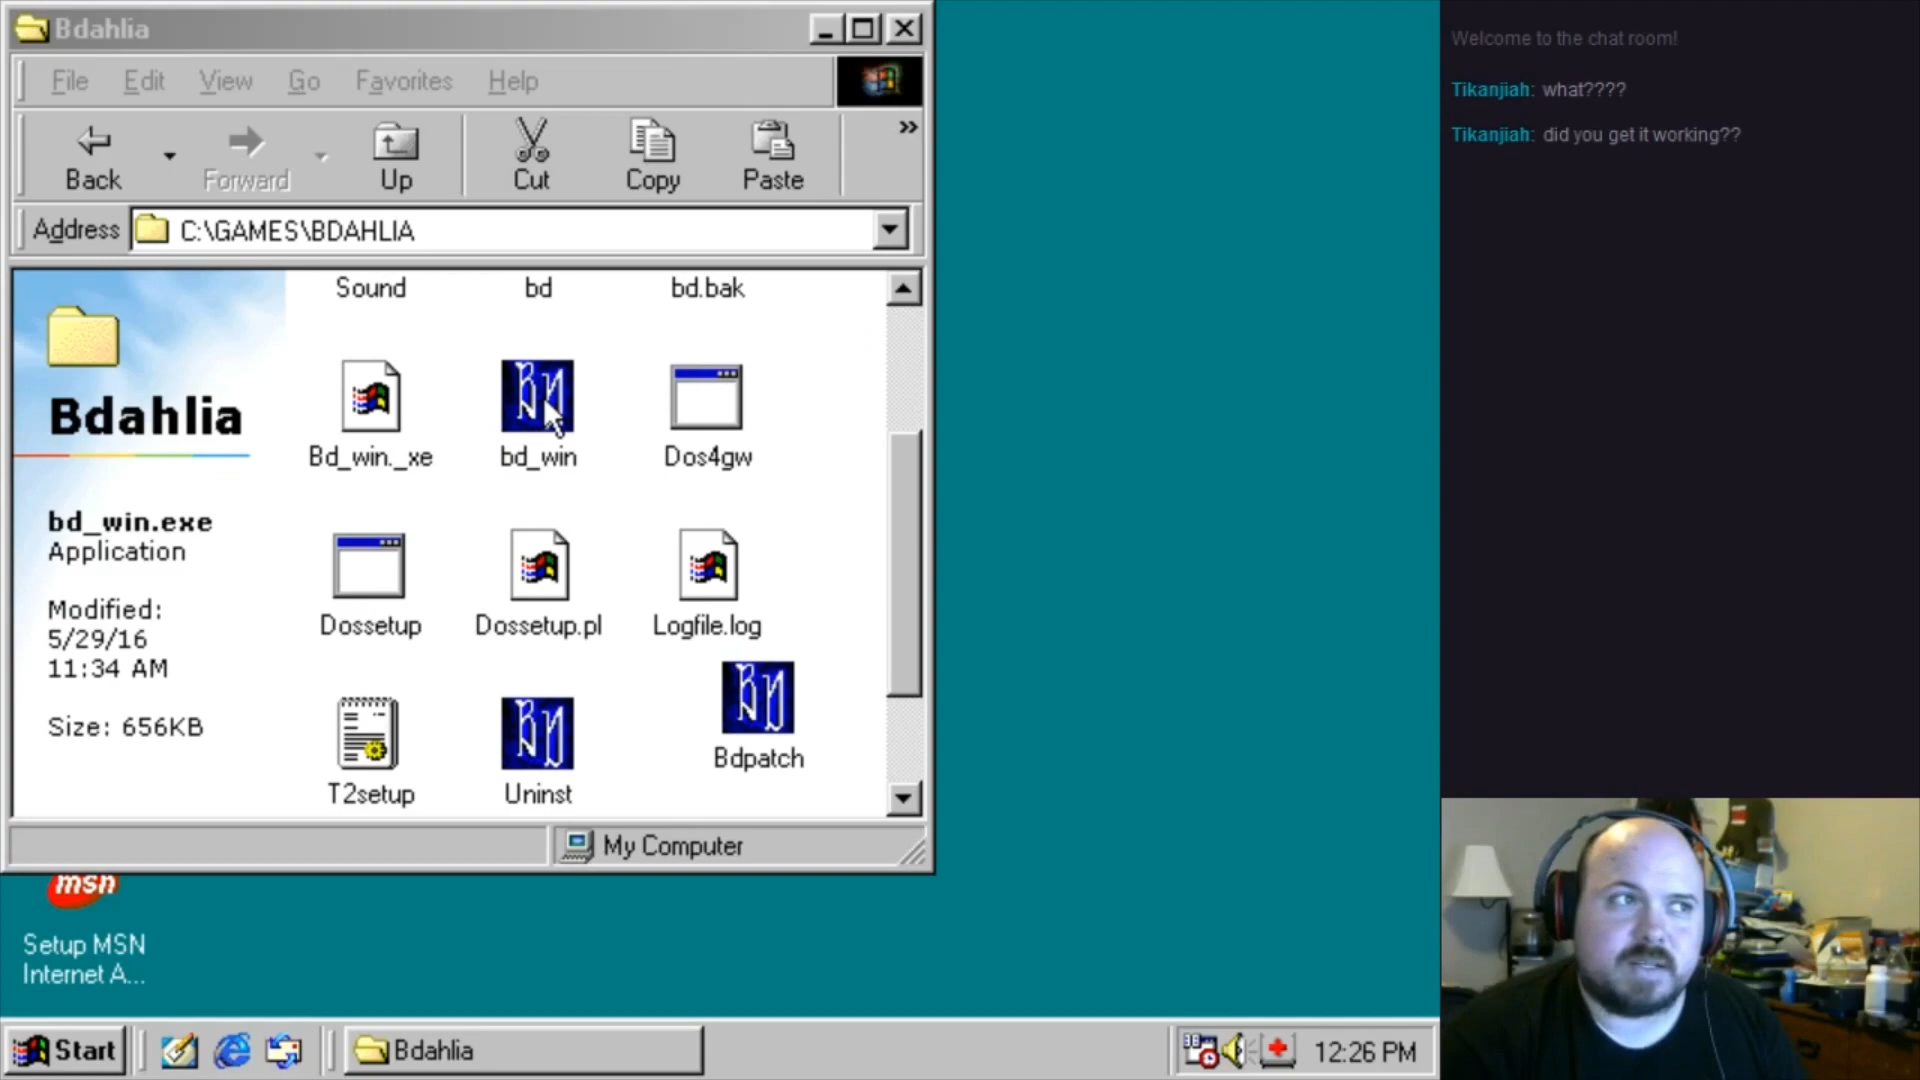 Bdahlia
File Edit View Go Favorites Help
Back Forward Up Cut Copy Paste »
Address C:\GAMES\BDAHLIA
Sound bd bd.bak
Bdahlia
Bd_win._xe bd_win Dos4gw
bd_win.exe
Application
Modified:
5/29/16
11:34 AM
Size: 656KB
Dossetup Dossetup.pl Logfile.log
Bdpatch
T2setup Uninst
My Computer
msn
Setup MSN
Internet A...
Start Bdahlia 12:26 PM
Welcome to the chat room!
Tikanjiah: what????
Tikanjiah: did you get it working??